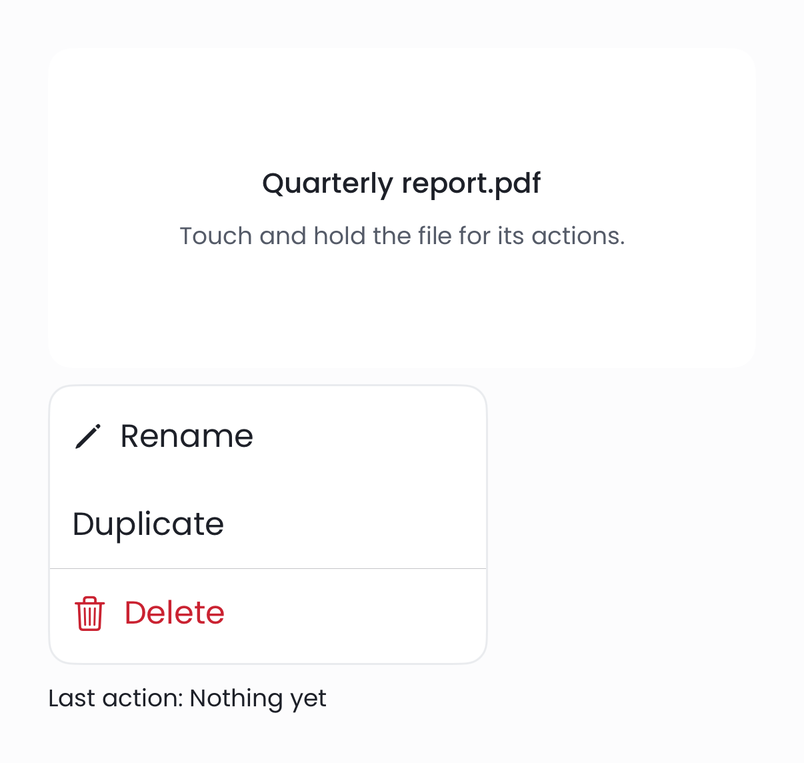 Quarterly report.pdf
Touch and hold the file for its actions.
Rename
Duplicate
Delete
Last action: Nothing yet